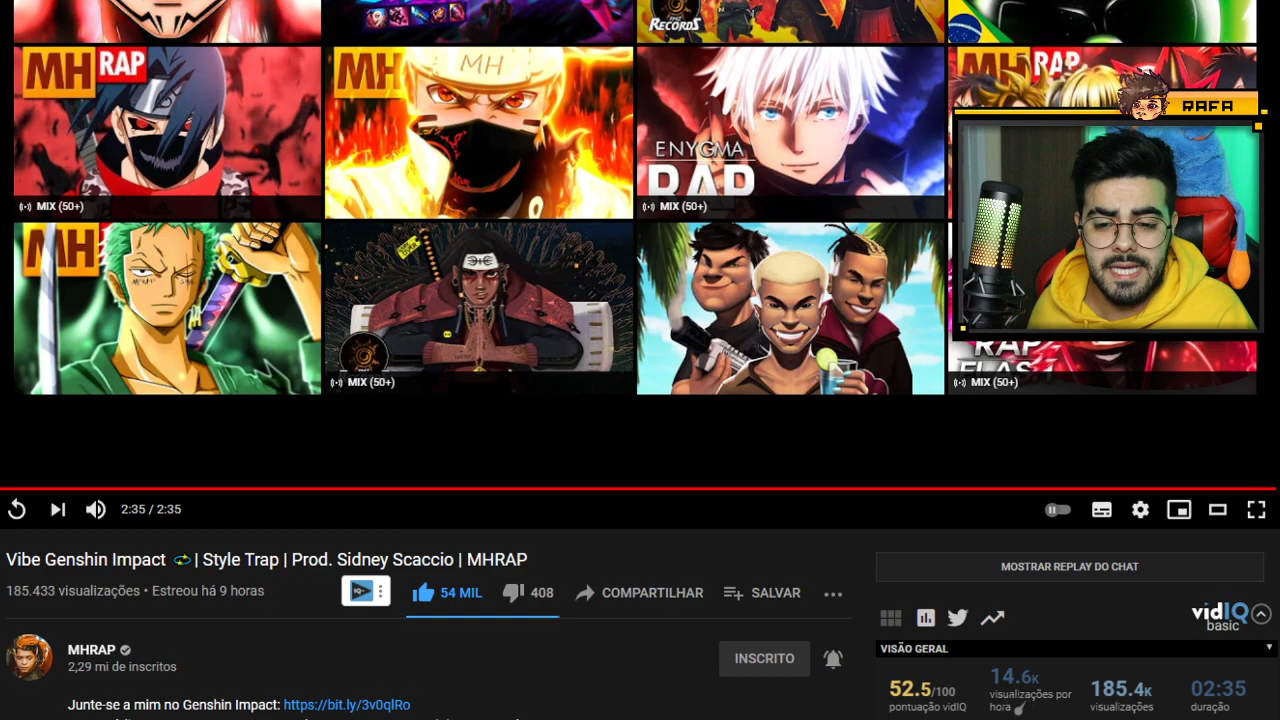 RECORDS
MH RAP
MH
MH
ENYGMA
RAP
MH RAP
RAFA
MIX (50+)
MIX (50+)
MH
RAP
MIX (50+)
MIX (50+)
2:35 / 2:35
Vibe Genshin Impact | Style Trap | Prod. Sidney Scaccio | MHRAP
185.433 visualizações • Estreou há 9 horas
IQ
54 MIL
408
COMPARTILHAR
SALVAR
MHRAP
2,29 mi de inscritos
INSCRITO
Junte-se a mim no Genshin Impact: https://bit.ly/3v0qlRo
MOSTRAR REPLAY DO CHAT
vidIQ
basic
VISÃO GERAL
52.5/100
pontuação vidIQ
14.6K
visualizações por
hora
185.4K
visualizações
02:35
duração